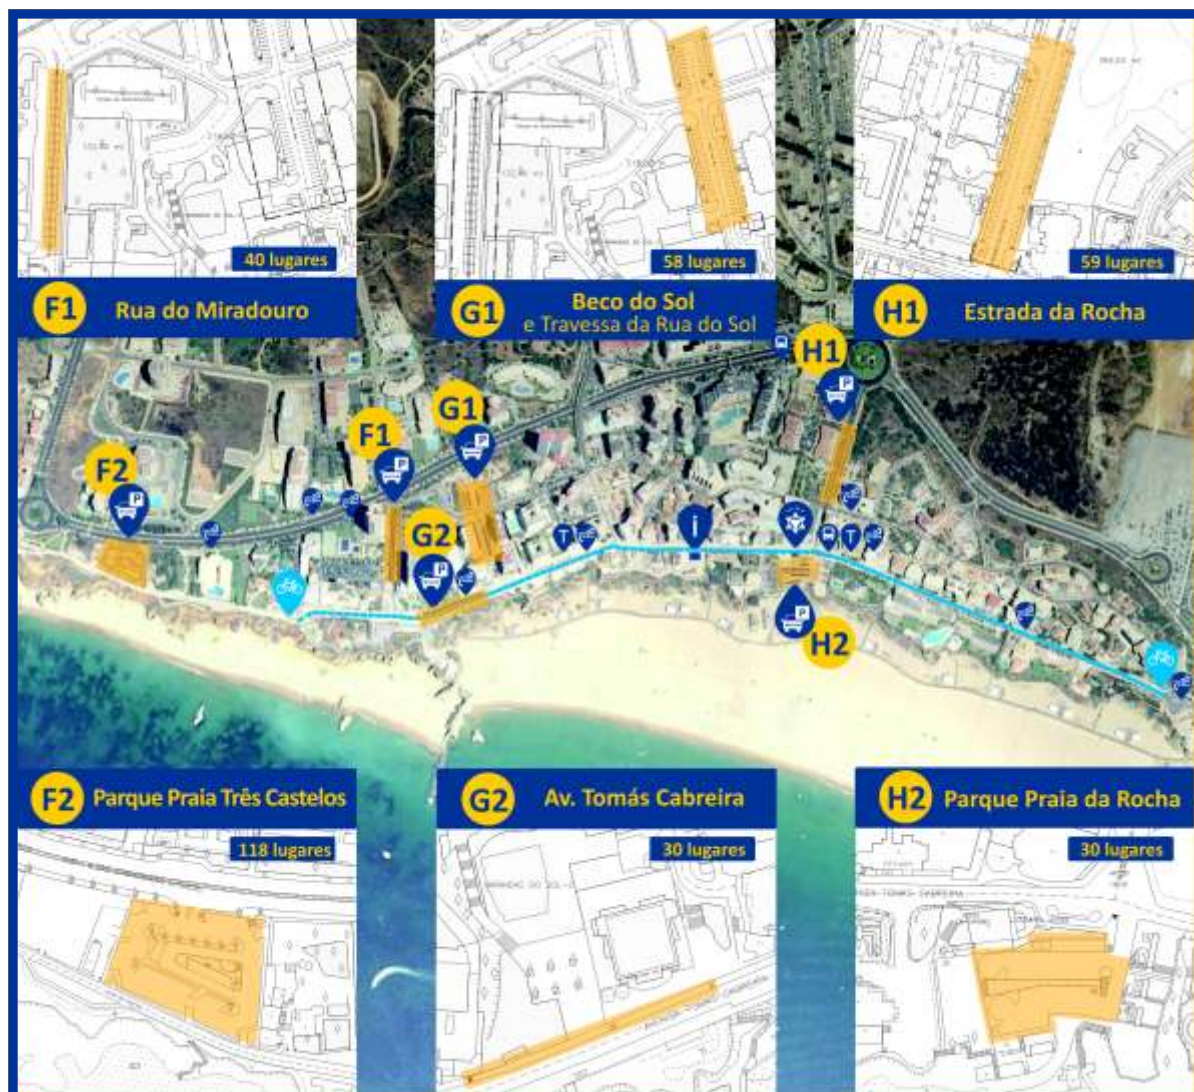 40 lugares
F1
Rua do Miradouro
58 lugares
G1
Beco do Sol
e Travessa da Rua do Sol
59 lugares
H1
Estrada da Rocha
H1
P
G1
P
F1
P
F2
P
G2
P
T
i
T
P
H2
F2
Parque Praia Três Castelos
118 lugares
G2
Av. Tomás Cabreira
30 lugares
H2
Parque Praia da Rocha
30 lugares
TOMAS CABREIRA